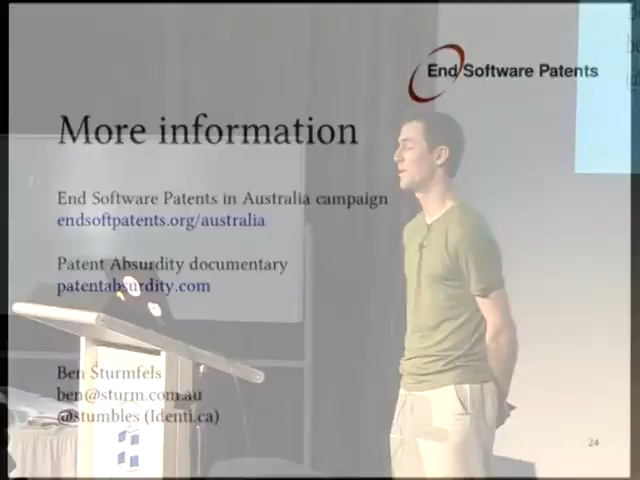 End Software Patents
More information
End Software Patents in Australia campaign
endsoftpatents.org/australia
Patent Absurdity documentary
patentabsurdity.com
Ben Sturmfels
ben@sturm.com.au
@stumbles (Identi.ca)
24